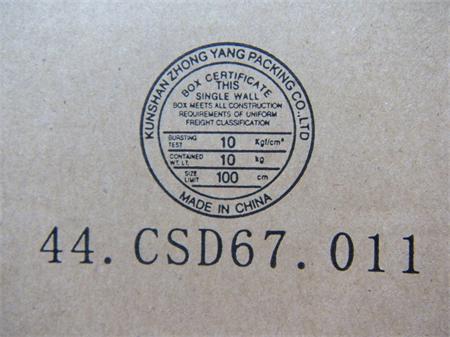 KUNSHAN ZHONG YANG PACKING CO.,LTD
BOX CERTIFICATE
THIS
SINGLE WALL
BOX MEETS ALL CONSTRUCTION
REQUIREMENTS OF UNIFORM
FREIGHT CLASSIFICATION
BURSTING TEST 10 Kgf/cm²
CONTAINED WT. LT. 10 kg
SIZE LIMIT 100 cm
MADE IN CHINA
44.CSD67.011